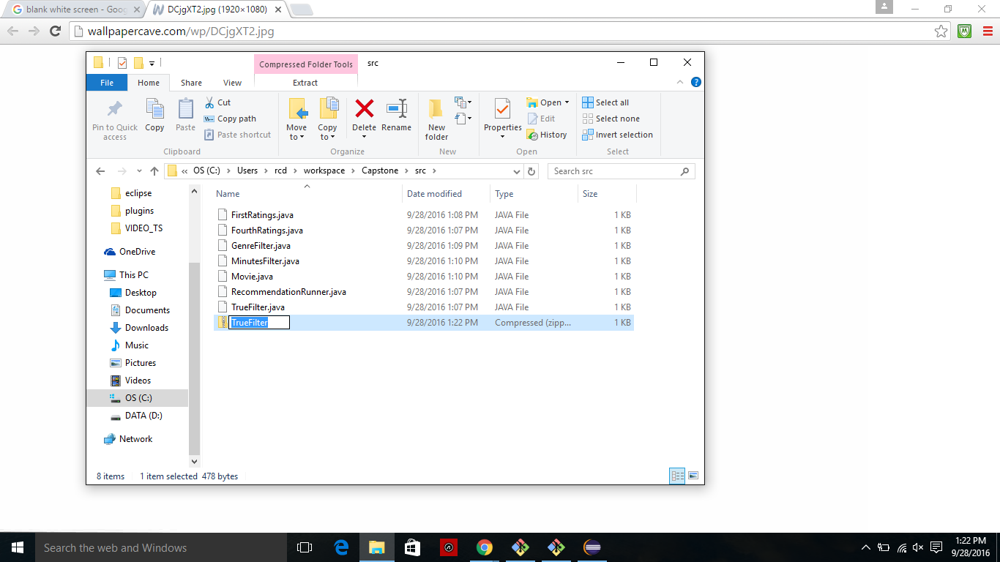 blank white screen - Goog
DCjgXT2.jpg (1920×1080)
wallpapercave.com/wp/DCjgXT2.jpg
Compressed Folder Tools
src
File
Home
Share
View
Extract
Pin to Quick
access
Copy
Paste
Cut
Copy path
Paste shortcut
Move
to
Copy
to
Delete
Rename
New
folder
Properties
Open
Edit
History
Select all
Select none
Invert selection
Clipboard
Organize
New
Open
Select
« OS (C:) > Users > rcd > workspace > Capstone > src >
Search src
eclipse
plugins
VIDEO_TS
OneDrive
This PC
Desktop
Documents
Downloads
Music
Pictures
Videos
OS (C:)
DATA (D:)
Network
Name Date modified Type Size
FirstRatings.java 9/28/2016 1:08 PM JAVA File 1 KB
FourthRatings.java 9/28/2016 1:07 PM JAVA File 1 KB
GenreFilter.java 9/28/2016 1:09 PM JAVA File 1 KB
MinutesFilter.java 9/28/2016 1:10 PM JAVA File 1 KB
Movie.java 9/28/2016 1:10 PM JAVA File 1 KB
RecommendationRunner.java 9/28/2016 1:07 PM JAVA File 1 KB
TrueFilter.java 9/28/2016 1:07 PM JAVA File 1 KB
TrueFilter 9/28/2016 1:22 PM Compressed (zipp... 1 KB
8 items 1 item selected 478 bytes
Search the web and Windows
1:22 PM
9/28/2016